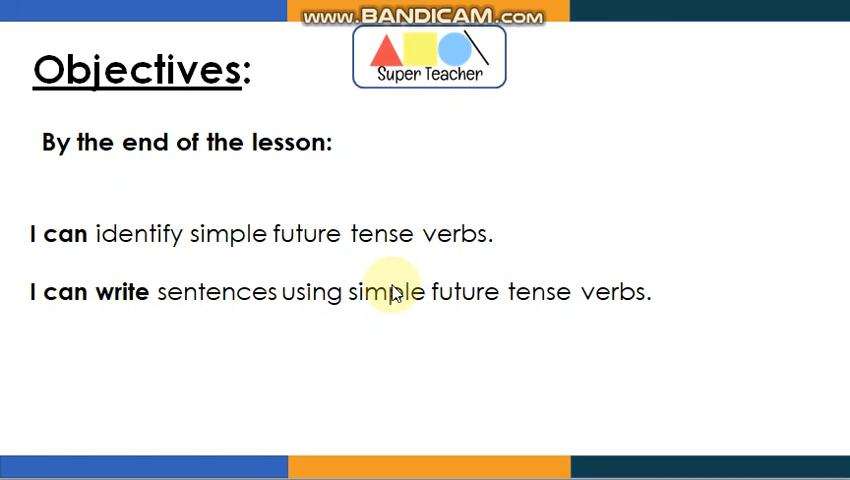 www.BANDICAM.com
Super Teacher
Objectives:
By the end of the lesson:
I can identify simple future tense verbs.
I can write sentences using simple future tense verbs.